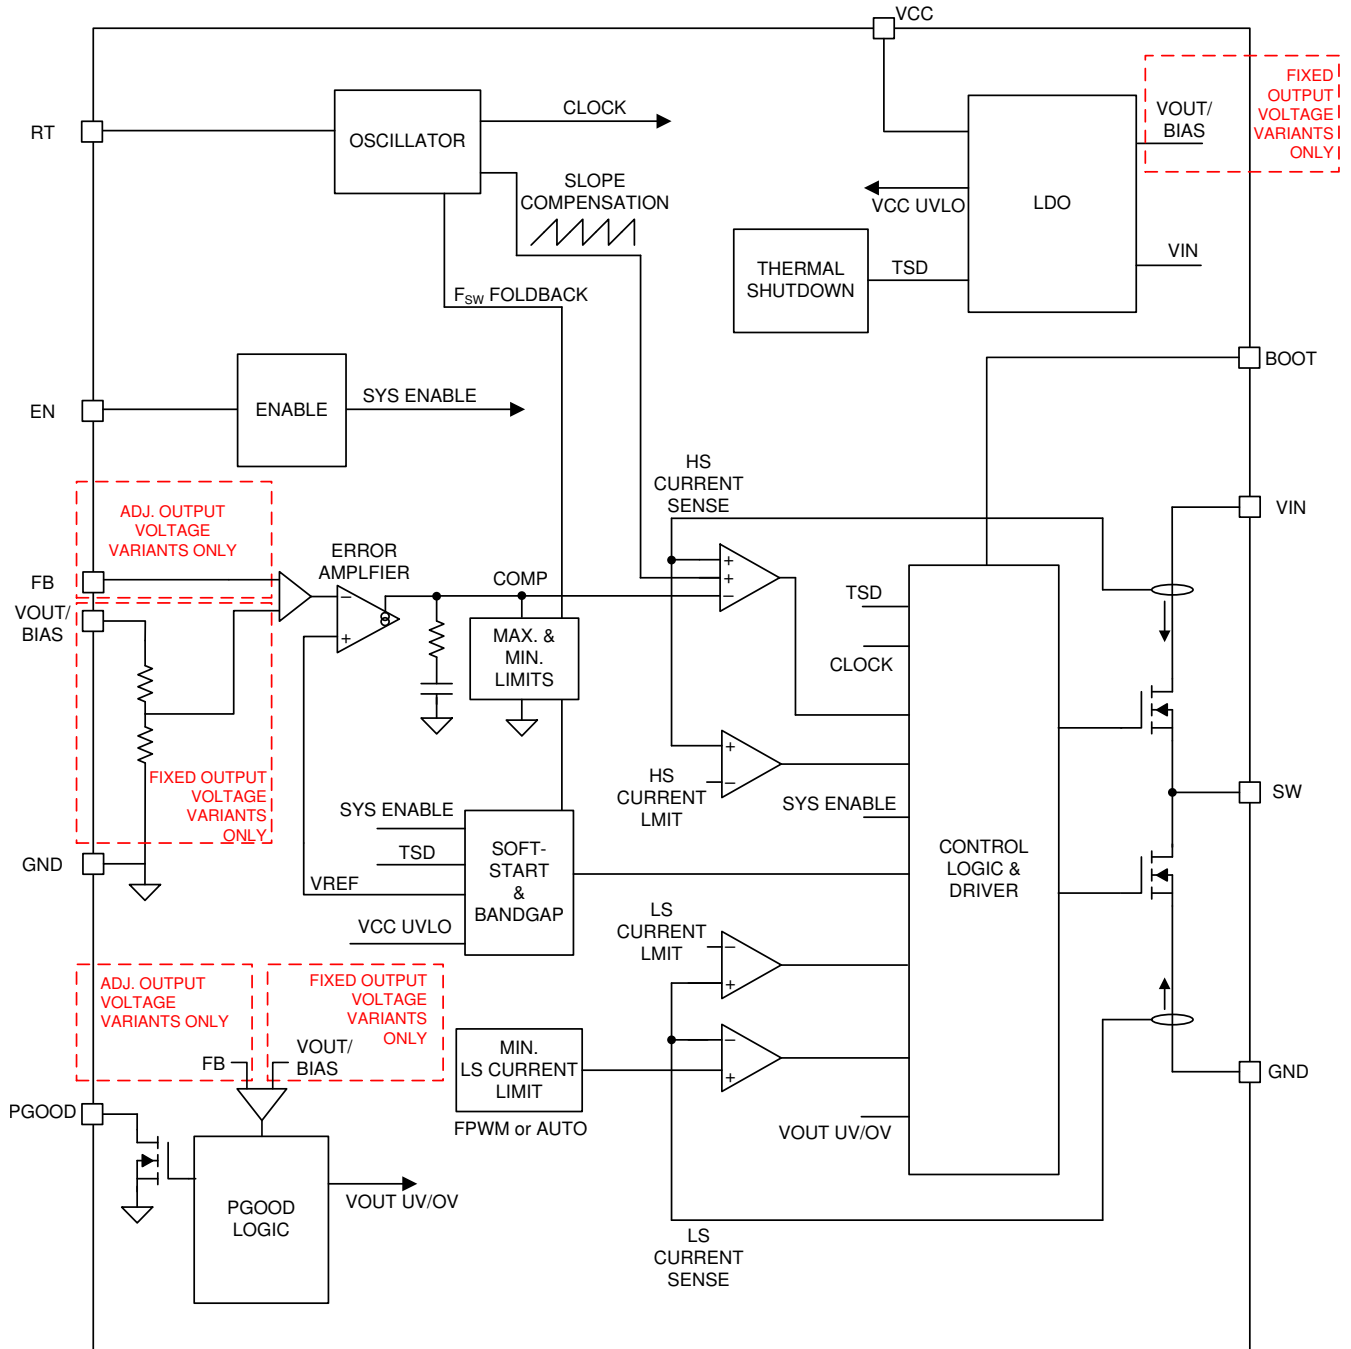 VCC
FIXED
OUTPUT
VOLTAGE
VARIANTS
ONLY
VOUT/
BIAS
RT
OSCILLATOR
CLOCK
SLOPE
COMPENSATION
VCC UVLO
LDO
THERMAL
SHUTDOWN
TSD
VIN
FSW FOLDBACK
BOOT
EN
ENABLE
SYS ENABLE
HS
CURRENT
SENSE
VIN
ADJ. OUTPUT
VOLTAGE
VARIANTS ONLY
FB
ERROR
AMPLFIER
COMP
VOUT/
BIAS
MAX. &
MIN.
LIMITS
TSD
CLOCK
FIXED OUTPUT
VOLTAGE
VARIANTS
ONLY
HS
CURRENT
LMIT
SYS ENABLE
SW
SYS ENABLE
TSD
VREF
VCC UVLO
SOFT-
START
&
BANDGAP
CONTROL
LOGIC &
DRIVER
GND
LS
CURRENT
LMIT
ADJ. OUTPUT
VOLTAGE
VARIANTS ONLY
FIXED OUTPUT
VOLTAGE
VARIANTS
ONLY
FB
VOUT/
BIAS
MIN.
LS CURRENT
LIMIT
FPWM or AUTO
GND
PGOOD
VOUT UV/OV
PGOOD
LOGIC
VOUT UV/OV
LS
CURRENT
SENSE